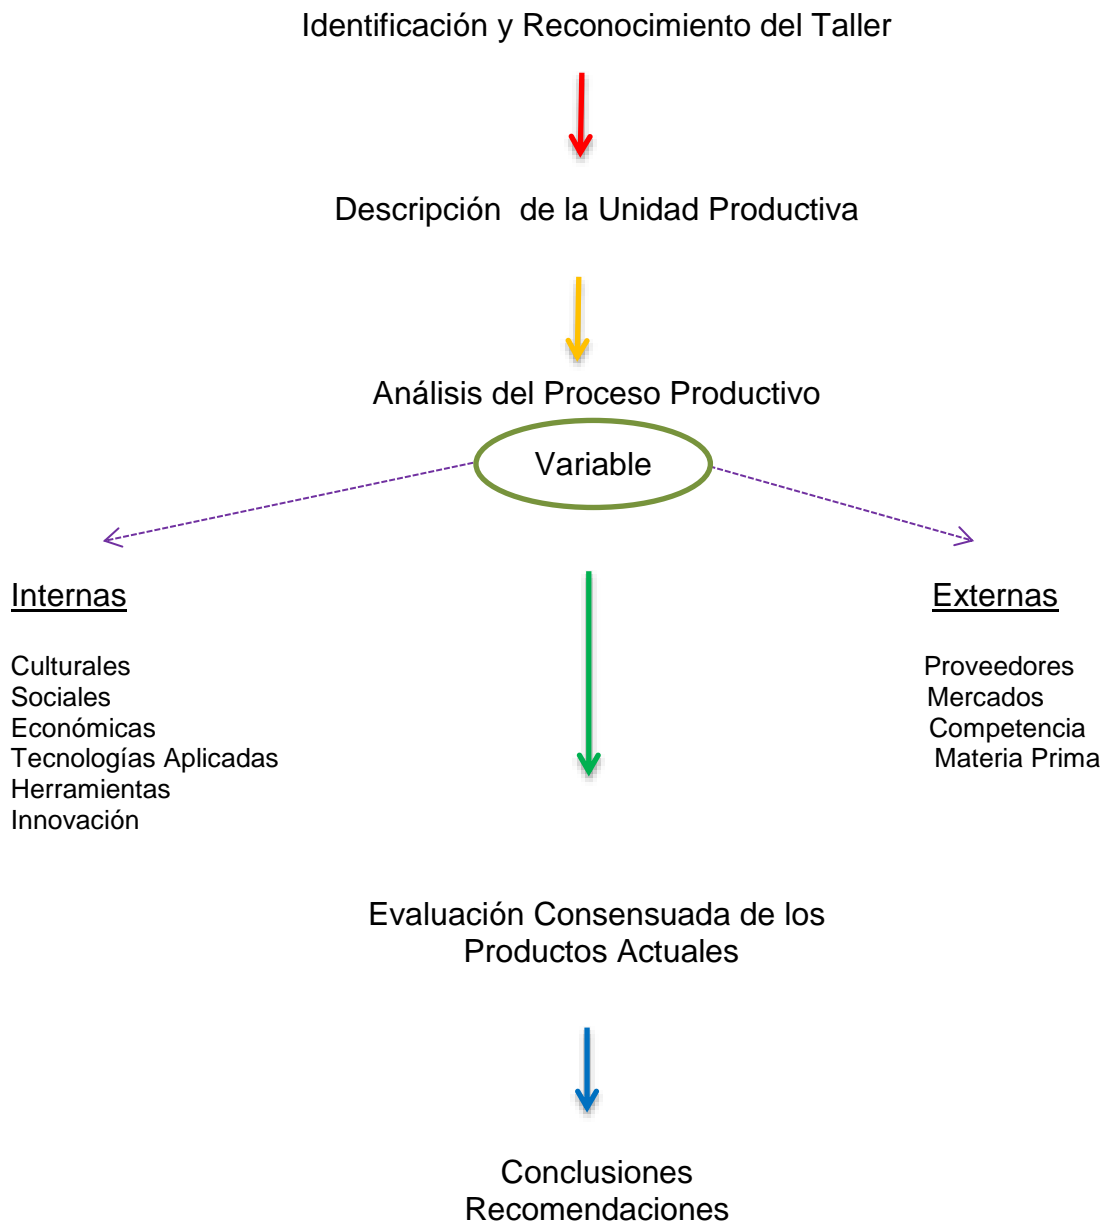 Identificación y Reconocimiento del Taller
Descripción  de la Unidad Productiva
Análisis del Proceso Productivo
Variable
Internas
Culturales
Sociales
Económicas
Tecnologías Aplicadas
Herramientas
Innovación
Externas
Proveedores
Mercados
Competencia
Materia Prima
Evaluación Consensuada de los
Productos Actuales
Conclusiones
Recomendaciones